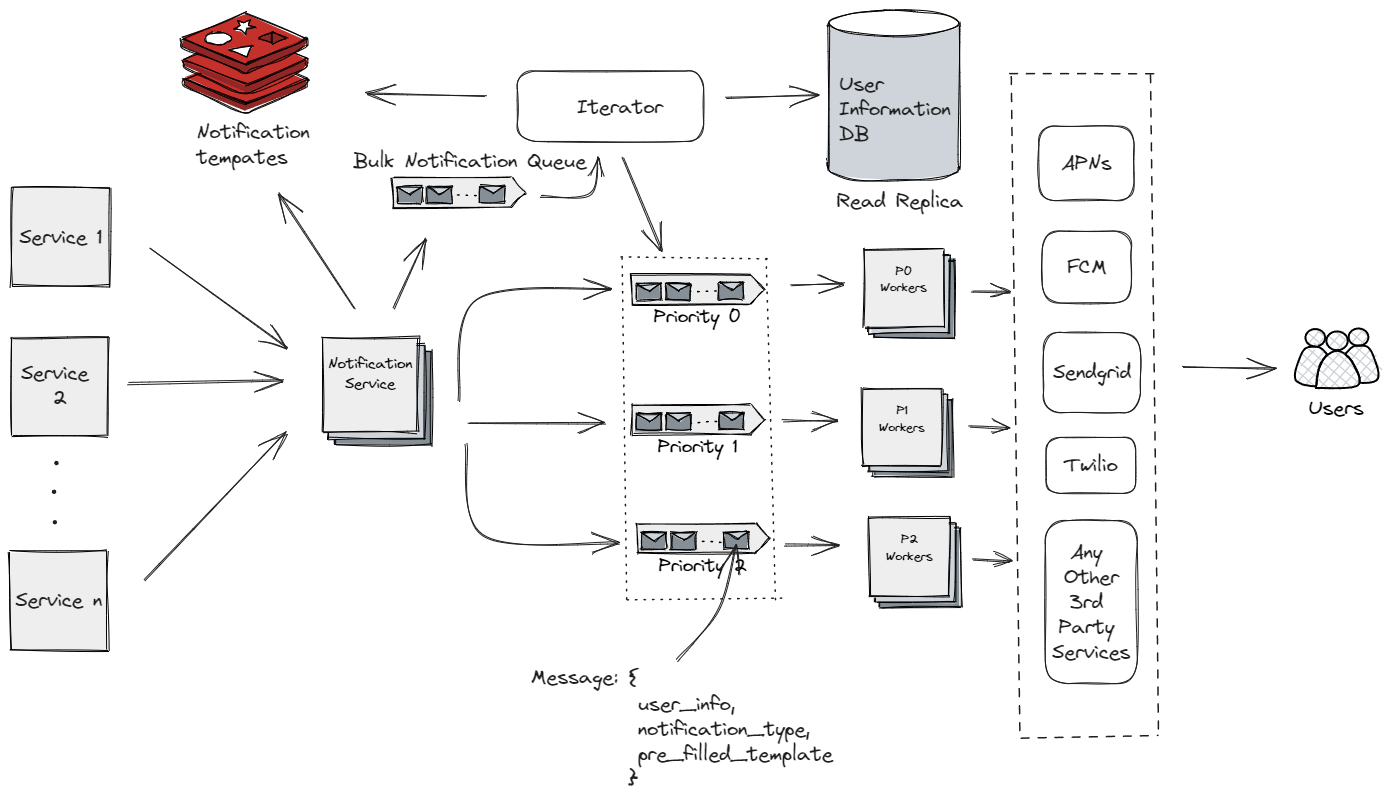 Iterator
User
Information
DB
Read Replica
Notification
tempates
Bulk Notification Queue
Service 1
Service
2
Service n
Notification
Service
Priority 0
Priority 1
Priority 2
P0
Workers
P1
Workers
P2
Workers
APNs
FCM
Sendgrid
Twilio
Any
Other
3rd
Party
Services
Users
Message: {
user_info,
notification_type,
pre_filled_template
}